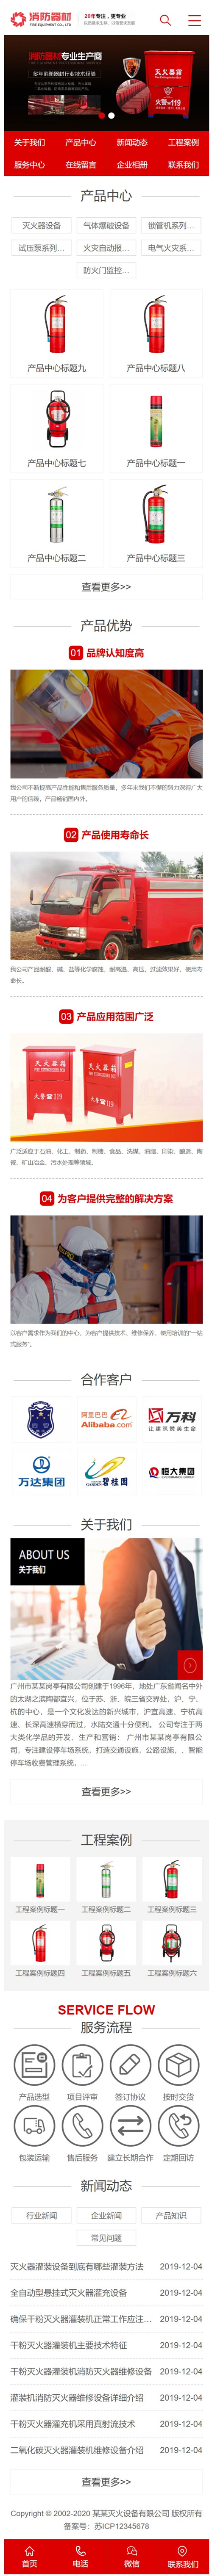 消防器材
FIRE EQUIPMENT CO., LTD
20年专注，更专业
消防器材专业生产商
多年消防器材行业技术经验
火警119
关于我们 产品中心 新闻动态 工程案例
服务中心 在线留言 企业相册 联系我们
产品中心
灭火器设备 气体爆破设备 锁管机系列...
试压泵系列... 火灾自动报... 电气火灾系...
防火门监控...
产品中心标题九 产品中心标题八
产品中心标题七 产品中心标题一
产品中心标题二 产品中心标题三
查看更多>>
产品优势
01 品牌认知度高
我公司不断提高产品性能和售后服务质量，多年来我们不懈的努力深得广大
用户的信赖，产品畅销国内外。
02 产品使用寿命长
我公司产品耐酸、碱、盐等化学腐蚀，耐高温、高压，过滤效果好，使用寿
命长。
03 产品应用范围广泛
灭火器箱
火警119
广泛适应于石油、化工、制药、制糖、食品、洗煤、油脂、印染、酿造、陶
瓷、矿山冶金、污水处理等领域。
04 为客户提供完整的解决方案
以客户需求作为我们的中心，为客户提供技术、维修保养、使用培训的“一站
式服务”。
合作客户
阿里巴巴
Alibaba.com
万科
让建筑赞美生命
万达集团 碧桂园 恒大集团
EVERGRANDE GROUP
关于我们
ABOUT US
关于我们
广州市某某岗亭有限公司创建于1996年，地处广东省闻名中外
的太湖之滨陶都宜兴，位于苏、浙、皖三省交界处，沪、宁、
杭的中心，是一个文化发达的新兴城市，沪宜高速、宁杭高
速、长深高速横穿而过，水陆交通十分便利。 公司专注于两
大类化学品的开发、生产和营销： 广州市某某岗亭有限公
司，专注建设停车场系统，打造交通设施，公路设施，、智能
停车场收费管理系统，...
查看更多>>
工程案例
工程案例标题一 工程案例标题二 工程案例标题三
工程案例标题四 工程案例标题五 工程案例标题六
SERVICE FLOW
服务流程
产品选型 项目评审 签订协议 按时交货
包装运输 售后服务 建立长期合作 定期回访
新闻动态
行业新闻 企业新闻 产品知识
常见问题
灭火器灌装设备到底有哪些灌装方法 2019-12-04
全自动型悬挂式灭火器灌充设备 2019-12-04
确保干粉灭火器灌装机正常工作应注... 2019-12-04
干粉灭火器灌装机主要技术特征 2019-12-04
干粉灭火器灌装机消防灭火器维修设备 2019-12-04
灌装机消防灭火器维修设备详细介绍 2019-12-04
干粉灭火器灌充机采用真射流技术 2019-12-04
二氧化碳灭火器灌装机维修设备介绍 2019-12-04
查看更多>>
Copyright © 2002-2020 某某灭火设备有限公司 版权所有
备案号：苏ICP12345678
首页 电话 微信 联系我们